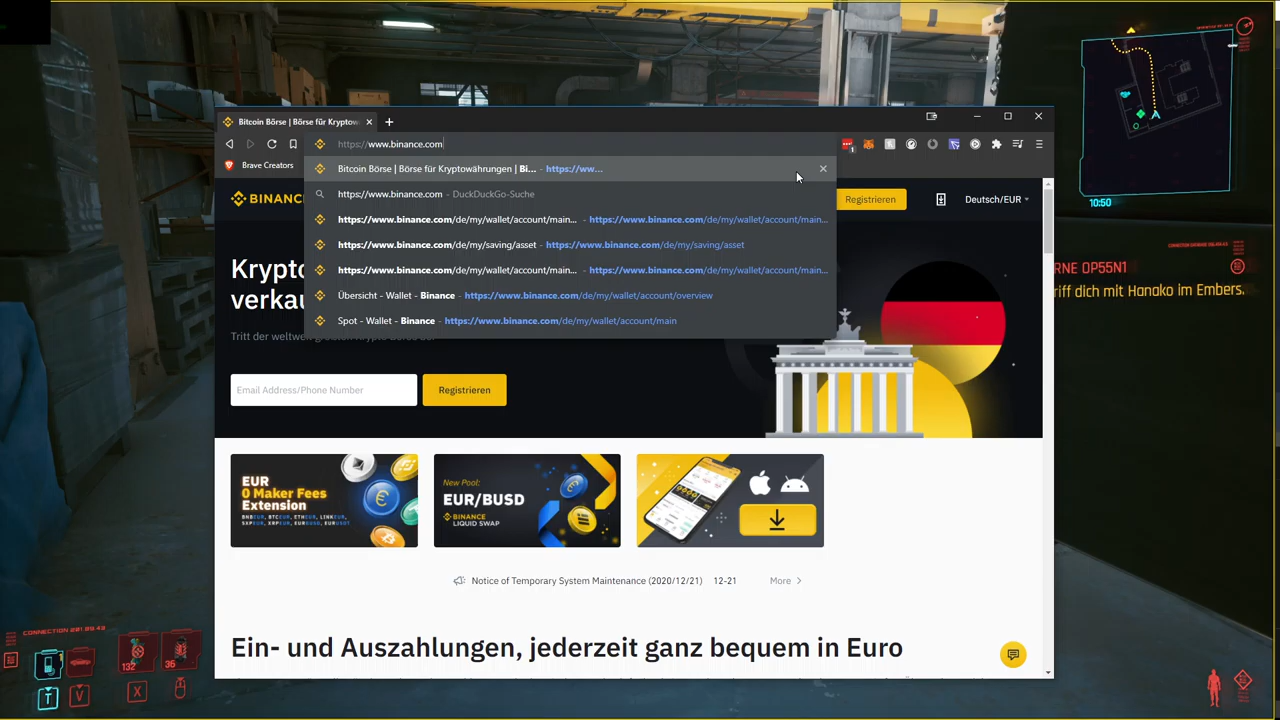 Bitcoin Börse | Börse für Kryptow
https://www.binance.com
Brave Creators
Bitcoin Börse | Börse für Kryptowährungen | Bi... - https://ww...
https://www.binance.com - DuckDuckGo-Suche
https://www.binance.com/de/my/wallet/account/main... - https://www.binance.com/de/my/wallet/account/main...
https://www.binance.com/de/my/saving/asset - https://www.binance.com/de/my/saving/asset
https://www.binance.com/de/my/wallet/account/main... - https://www.binance.com/de/my/wallet/account/main...
Übersicht - Wallet - Binance - https://www.binance.com/de/my/wallet/account/overview
Spot - Wallet - Binance - https://www.binance.com/de/my/wallet/account/main
BINANC
Registrieren
Deutsch/EUR
Krypto
verkau
Email Address/Phone Number
Registrieren
EUR
0 Maker Fees
Extension
New Pool:
EUR/BUSD
BINANCE
LIQUID SWAP
Notice of Temporary System Maintenance (2020/12/21) 12-21 More
Ein- und Auszahlungen, jederzeit ganz bequem in Euro
10:50
RNE OP55N1
riff dich mit Hanako im Embers.
132
36
T
V
X